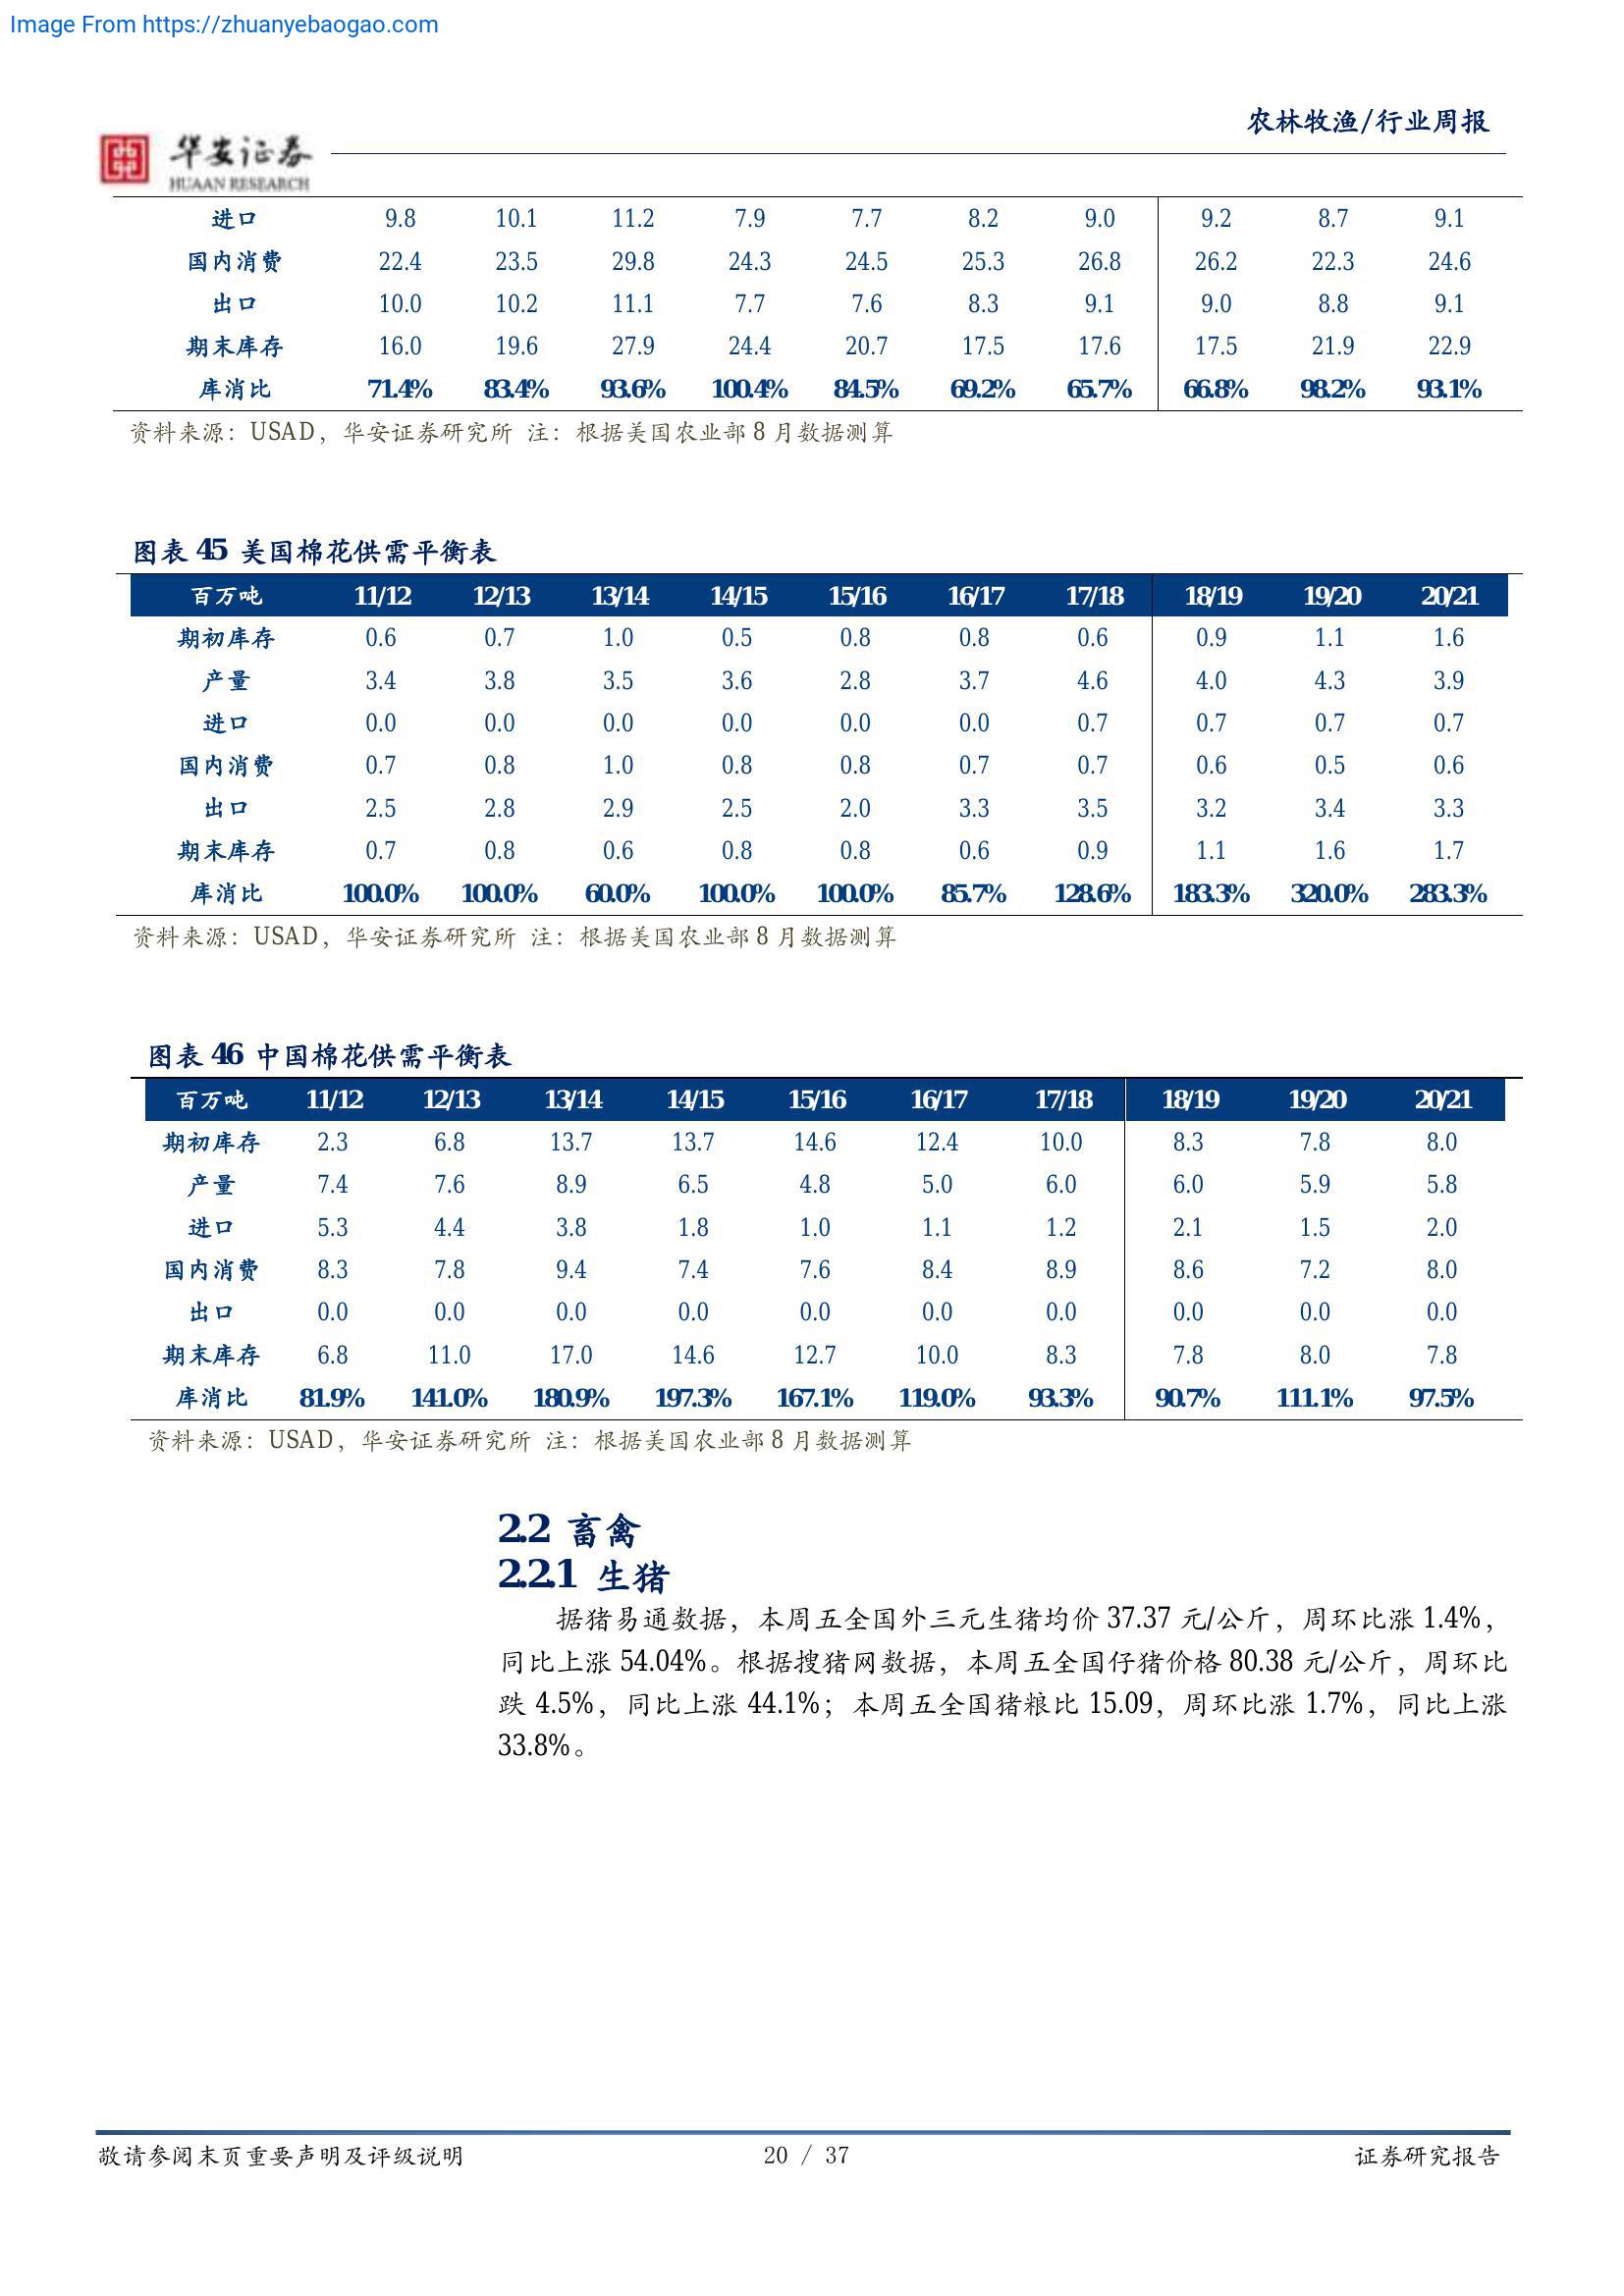 Image From https://zhuanyebaogao.com
农林牧渔/行业周报
华安证券
HUAAN RESEARCH
进口 9.8 10.1 11.2 7.9 7.7 8.2 9.0 9.2 8.7 9.1
国内消费 22.4 23.5 29.8 24.3 24.5 25.3 26.8 26.2 22.3 24.6
出口 10.0 10.2 11.1 7.7 7.6 8.3 9.1 9.0 8.8 9.1
期末库存 16.0 19.6 27.9 24.4 20.7 17.5 17.6 17.5 21.9 22.9
库消比 71.4% 83.4% 93.6% 100.4% 84.5% 69.2% 65.7% 66.8% 98.2% 93.1%
资料来源：USAD，华安证券研究所 注：根据美国农业部 8 月数据测算
图表 45 美国棉花供需平衡表
百万吨 11/12 12/13 13/14 14/15 15/16 16/17 17/18 18/19 19/20 20/21
期初库存 0.6 0.7 1.0 0.5 0.8 0.8 0.6 0.9 1.1 1.6
产量 3.4 3.8 3.5 3.6 2.8 3.7 4.6 4.0 4.3 3.9
进口 0.0 0.0 0.0 0.0 0.0 0.0 0.7 0.7 0.7 0.7
国内消费 0.7 0.8 1.0 0.8 0.8 0.7 0.7 0.6 0.5 0.6
出口 2.5 2.8 2.9 2.5 2.0 3.3 3.5 3.2 3.4 3.3
期末库存 0.7 0.8 0.6 0.8 0.8 0.6 0.9 1.1 1.6 1.7
库消比 100.0% 100.0% 60.0% 100.0% 100.0% 85.7% 128.6% 183.3% 320.0% 283.3%
资料来源：USAD，华安证券研究所 注：根据美国农业部 8 月数据测算
图表 46 中国棉花供需平衡表
百万吨 11/12 12/13 13/14 14/15 15/16 16/17 17/18 18/19 19/20 20/21
期初库存 2.3 6.8 13.7 13.7 14.6 12.4 10.0 8.3 7.8 8.0
产量 7.4 7.6 8.9 6.5 4.8 5.0 6.0 6.0 5.9 5.8
进口 5.3 4.4 3.8 1.8 1.0 1.1 1.2 2.1 1.5 2.0
国内消费 8.3 7.8 9.4 7.4 7.6 8.4 8.9 8.6 7.2 8.0
出口 0.0 0.0 0.0 0.0 0.0 0.0 0.0 0.0 0.0 0.0
期末库存 6.8 11.0 17.0 14.6 12.7 10.0 8.3 7.8 8.0 7.8
库消比 81.9% 141.0% 180.9% 197.3% 167.1% 119.0% 93.3% 90.7% 111.1% 97.5%
资料来源：USAD，华安证券研究所 注：根据美国农业部 8 月数据测算
2.2 畜禽
2.2.1 生猪
据猪易通数据，本周五全国外三元生猪均价 37.37 元/公斤，周环比涨 1.4%，
同比上涨 54.04%。根据搜猪网数据，本周五全国仔猪价格 80.38 元/公斤，周环比
跌 4.5%，同比上涨 44.1%；本周五全国猪粮比 15.09，周环比涨 1.7%，同比上涨
33.8%。
敬请参阅末页重要声明及评级说明 20 / 37 证券研究报告